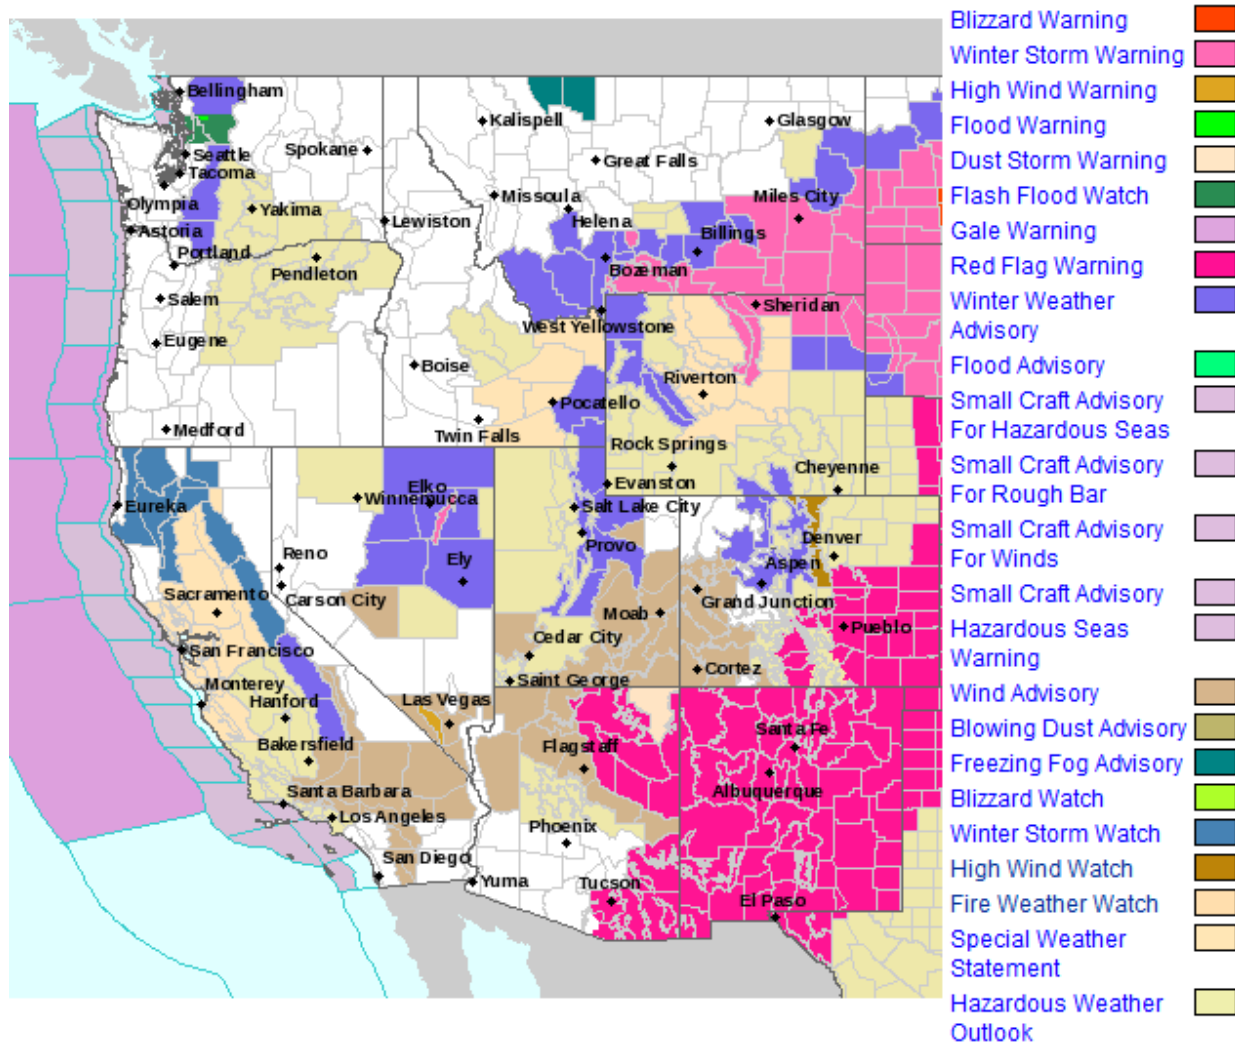 Bellingham
Seattle
Tacoma
Olympia
Astoria
Portland
Salem
Eugene
Medford
Spokane
Yakima
Pendleton
Lewiston
Kalispell
Great Falls
Glasgow
Missoula
Helena
Miles City
Billings
Bozeman
West Yellowstone
Sheridan
Boise
Pocatello
Twin Falls
Riverton
Rock Springs
Evanston
Cheyenne
Eureka
Elko
Winnemucca
Salt Lake City
Provo
Reno
Carson City
Ely
Denver
Aspen
Grand Junction
Sacramento
San Francisco
Moab
Pueblo
Cedar City
Cortez
Saint George
Monterey
Hanford
Las Vegas
Bakersfield
Flagstaff
Santa Fe
Albuquerque
Santa Barbara
Los Angeles
Phoenix
San Diego
Yuma
Tucson
El Paso
Blizzard Warning
Winter Storm Warning
High Wind Warning
Flood Warning
Dust Storm Warning
Flash Flood Watch
Gale Warning
Red Flag Warning
Winter Weather
Advisory
Flood Advisory
Small Craft Advisory
For Hazardous Seas
Small Craft Advisory
For Rough Bar
Small Craft Advisory
For Winds
Small Craft Advisory
Hazardous Seas
Warning
Wind Advisory
Blowing Dust Advisory
Freezing Fog Advisory
Blizzard Watch
Winter Storm Watch
High Wind Watch
Fire Weather Watch
Special Weather
Statement
Hazardous Weather
Outlook